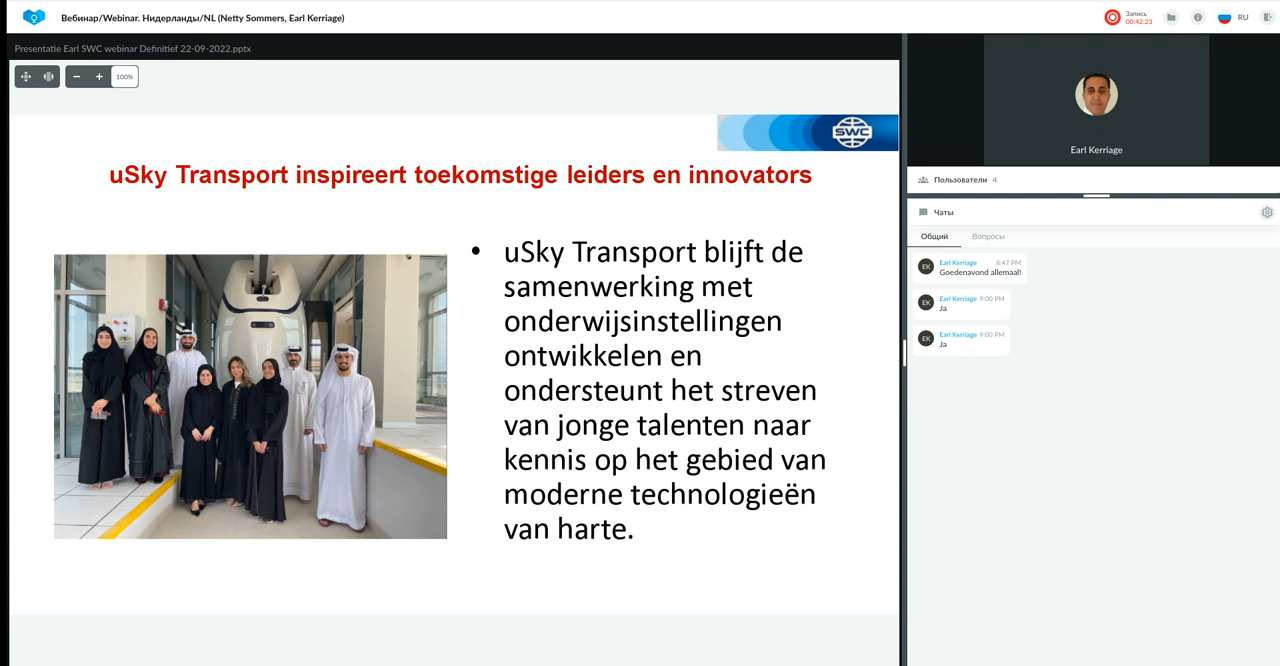 Вебинар/Webinar. Нидерланды/NL (Netty Sommers, Earl Kerriage)
Запись
00:42:23
RU
Presentatie Earl SWC webinar Definitief 22-09-2022.pptx
100%
SWC
uSky Transport inspireert toekomstige leiders en innovators
• uSky Transport blijft de
samenwerking met
onderwijsinstellingen
ontwikkelen en
ondersteunt het streven
van jonge talenten naar
kennis op het gebied van
moderne technologieën
van harte.
Earl Kerriage
Пользователи 4
Чаты
Общий Вопросы
EK Earl Kerriage 8:47 PM
Goedenavond allemaal!
EK Earl Kerriage 9:00 PM
Ja
EK Earl Kerriage 9:00 PM
Ja